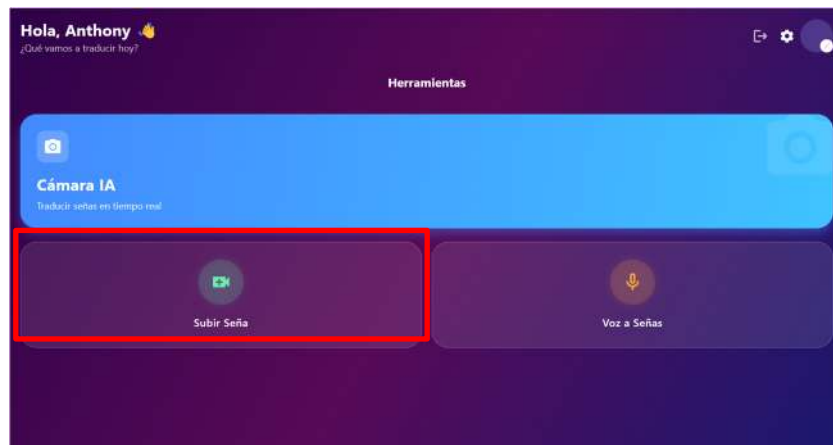 Hola, Anthony 👋
¿Qué vamos a traducir hoy?
Herramientas
Cámara IA
Traducir señas en tiempo real
Subir Seña
Voz a Señas